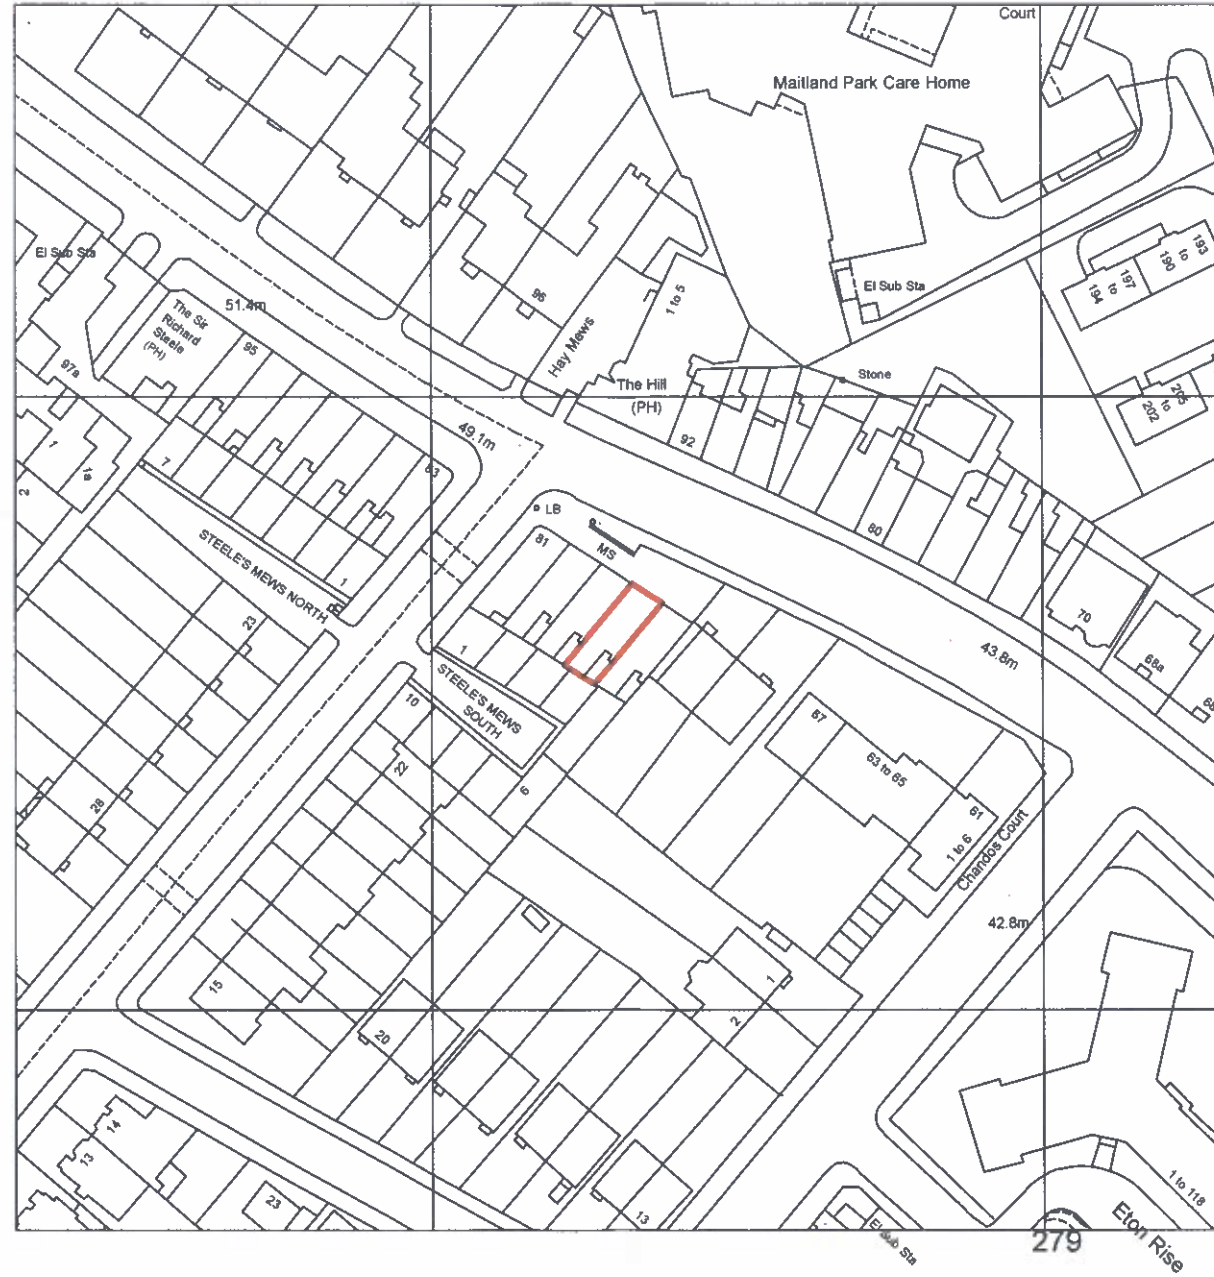 Court
Maitland Park Care Home
El Sub Sta
51.4m
The Sir
Richard
Steele
(PH)
95
97a
96
Hay Mews
1 to 5
The Hill
(PH)
92
El Sub Sta
Stone
193
to
190
197
to
194
205
to
202
49.1m
83
7
1
1a
2
LB
MS
81
80
70
68a
68
43.8m
STEELE'S MEWS NORTH
1
23
28
1
STEELE'S MEWS
SOUTH
10
22
6
67
63 to 65
61
1 to 6
Chandos Court
42.8m
15
20
1
2
14
13
23
13
El Sub Sta
279
Eton Rise
1 to 118